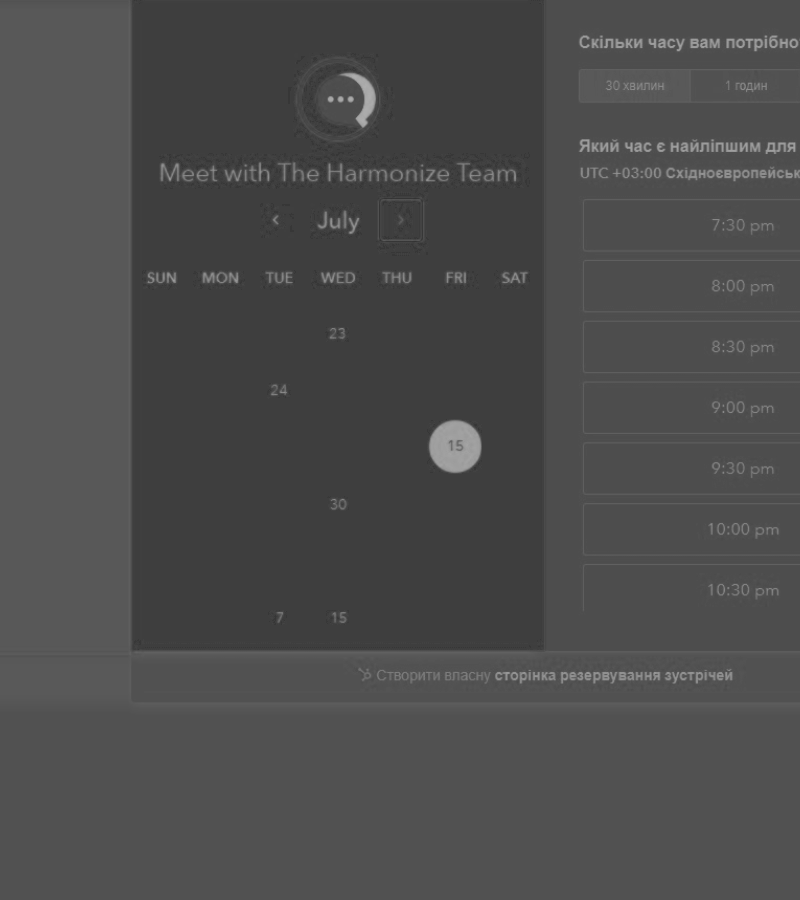 Meet with The Harmonize Team
July
SUN MON TUE WED THU FRI SAT
23
24
15
30
7 15
Скільки часу вам потрібно
30 хвилин 1 годин
Який час є найліпшим для
UTC +03:00 Східноєвропейськ
7:30 pm
8:00 pm
8:30 pm
9:00 pm
9:30 pm
10:00 pm
10:30 pm
Створити власну сторінка резервування зустрічей